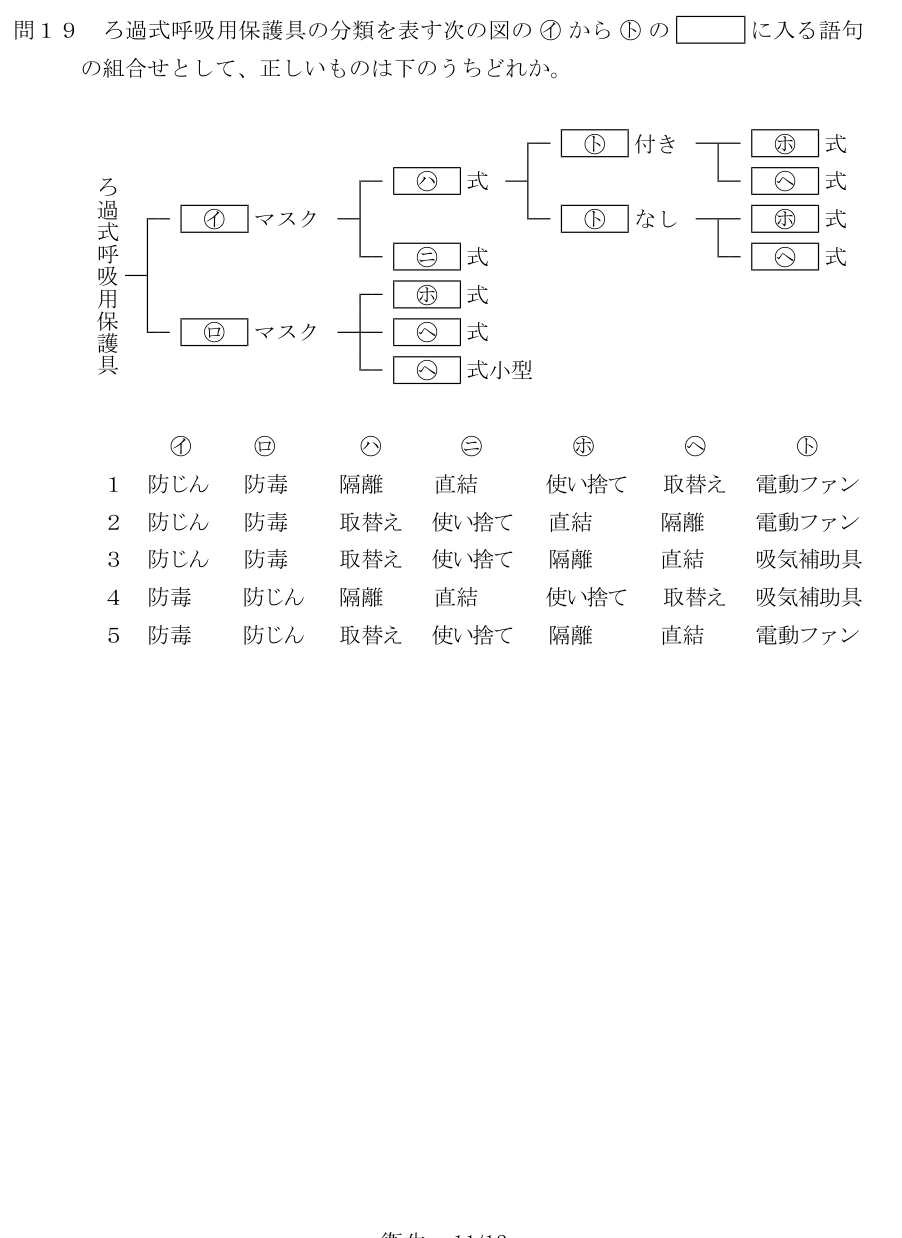 問１９　ろ過式呼吸用保護具の分類を表す次の図の ㋑ から ㋣ の に入る語句
の組合せとして、正しいものは下のうちどれか。
ろ過式呼吸用保護具
㋑ マスク
㋺ マスク
㋩ 式
㋥ 式
㋭ 式
㋬ 式
㋬ 式小型
㋣ 付き
㋣ なし
㋭ 式
㋬ 式
㋭ 式
㋬ 式
㋑ ㋺ ㋩ ㋥ ㋭ ㋬ ㋣
1 防じん 防毒 隔離 直結 使い捨て 取替え 電動ファン
2 防じん 防毒 取替え 使い捨て 直結 隔離 電動ファン
3 防じん 防毒 取替え 使い捨て 隔離 直結 吸気補助具
4 防毒 防じん 隔離 直結 使い捨て 取替え 吸気補助具
5 防毒 防じん 取替え 使い捨て 隔離 直結 電動ファン